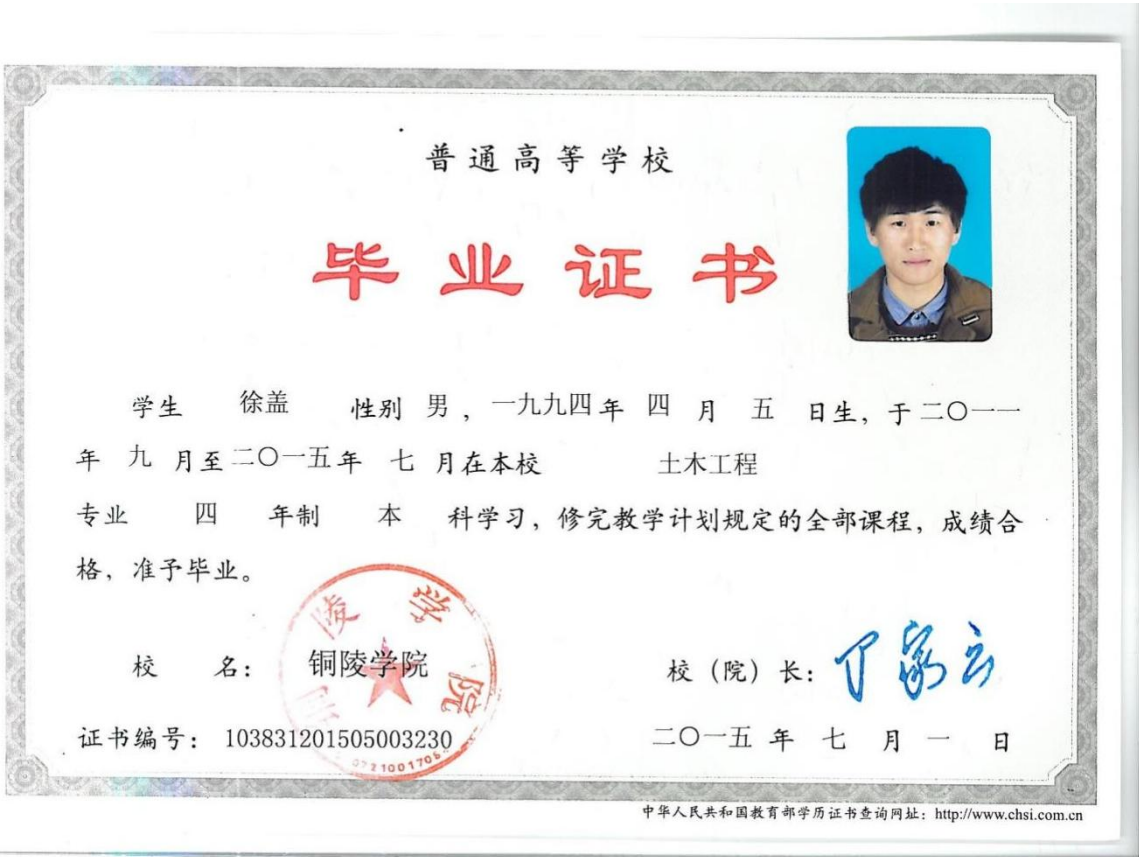 普通高等学校
毕业证书
学生 徐盖 性别 男，一九九四年 四 月 五 日生，于二〇一一
年 九 月至二〇一五年 七 月在本校 土木工程
专业 四 年制 本 科学习，修完教学计划规定的全部课程，成绩合
格，准予毕业。
校 名： 铜陵学院
校（院）长：丁家云
证书编号： 103831201505003230
二〇一五 年 七 月 一 日
陵学院
中华人民共和国教育部学历证书查询网址：http://www.chsi.com.cn